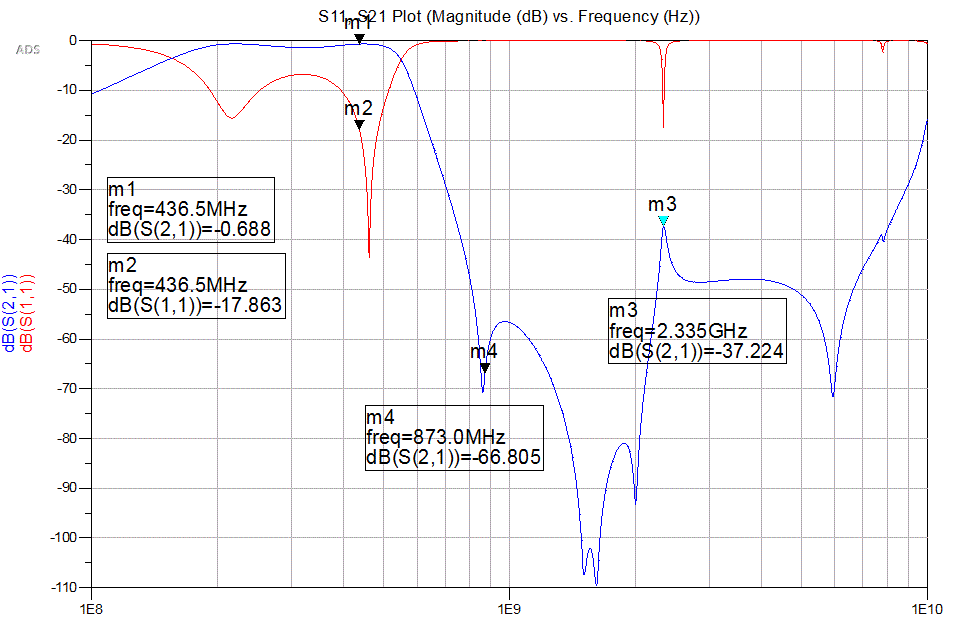 S11, S21 Plot (Magnitude (dB) vs. Frequency (Hz))
ADS
m1
m2
m3
m4
0
-10
-20
-30
-40
-50
-60
-70
-80
-90
-100
-110
1E8
1E9
1E10
dB(S(2,1))
dB(S(1,1))
m1
freq=436.5MHz
dB(S(2,1))=-0.688
m2
freq=436.5MHz
dB(S(1,1))=-17.863
m3
freq=2.335GHz
dB(S(2,1))=-37.224
m4
freq=873.0MHz
dB(S(2,1))=-66.805